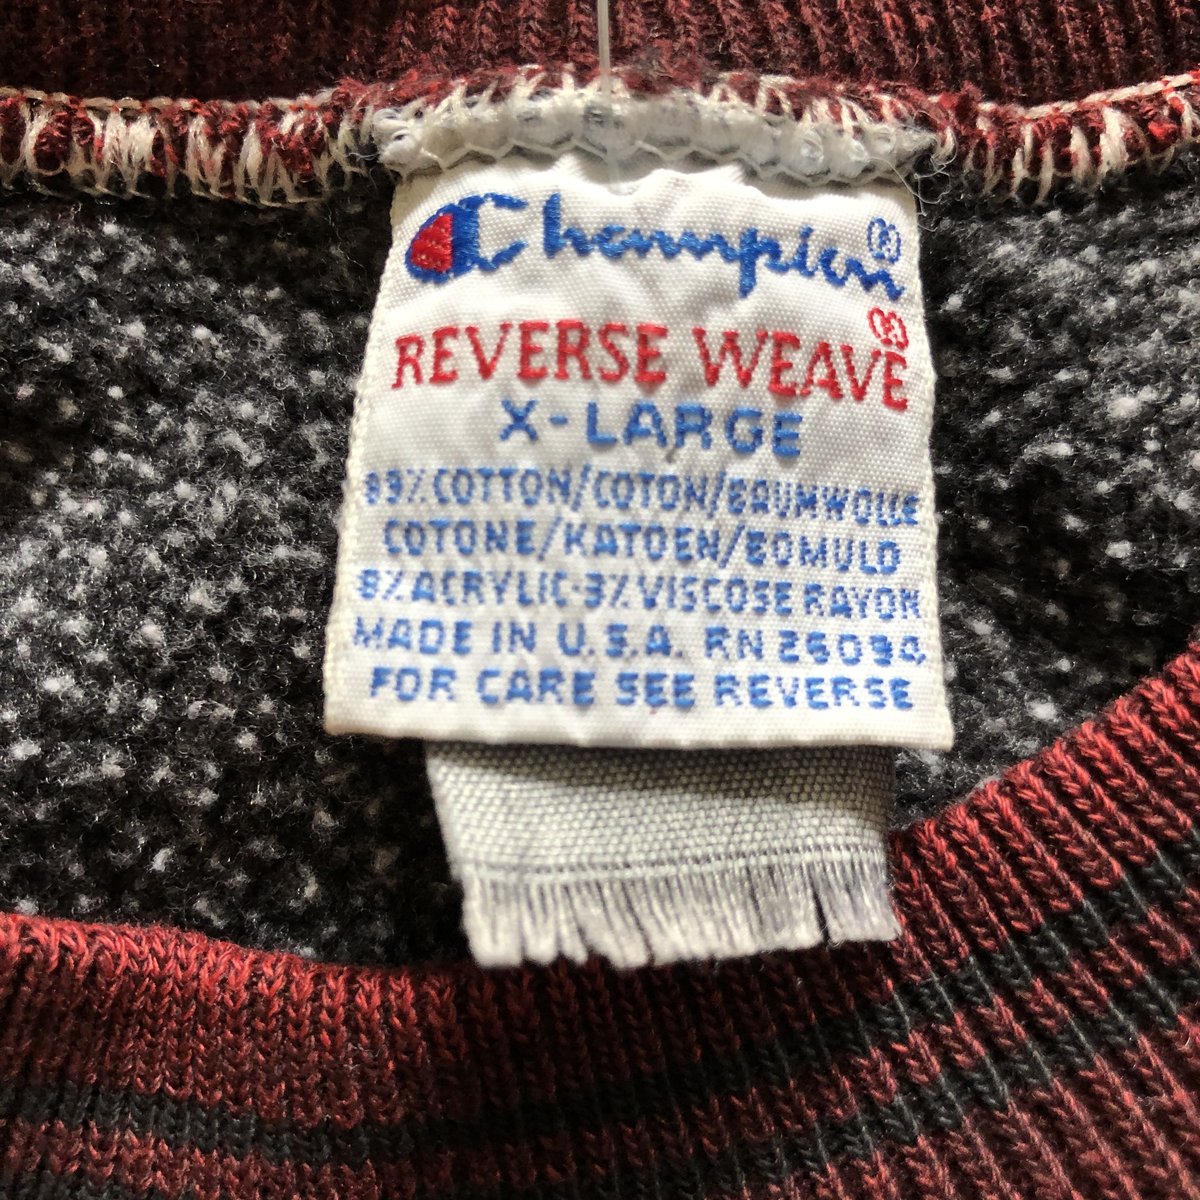 Champion®
REVERSE WEAVE®
X-LARGE
89% COTTON/COTON/BAUMWOLLE
COTONE/KATOEN/BOMULD
8% ACRYLIC-3% VISCOSE RAYON
MADE IN U.S.A. RN 26094
FOR CARE SEE REVERSE